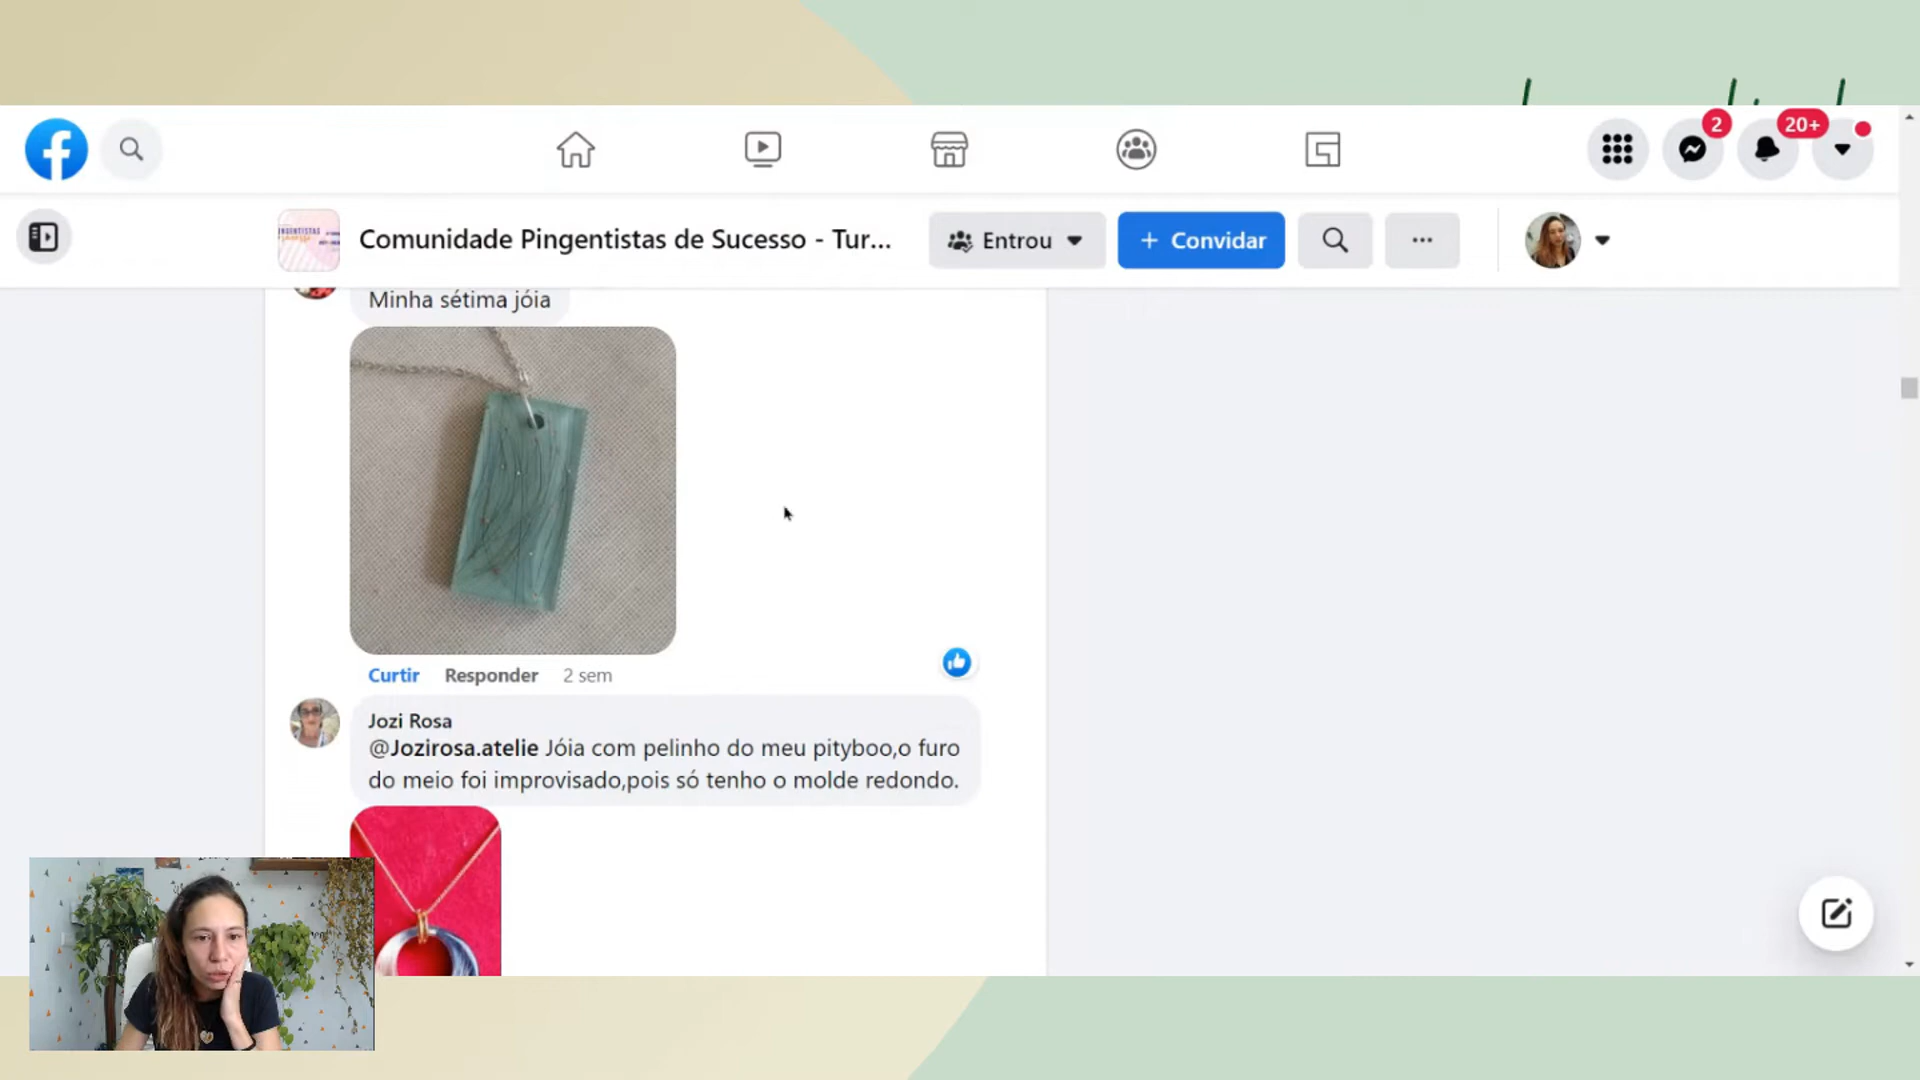 2
20+
Comunidade Pingentistas de Sucesso - Tur...
Entrou
+ Convidar
Minha sétima jóia
Curtir Responder 2 sem
Jozi Rosa
@Jozirosa.atelie Jóia com pelinho do meu pityboo,o furo
do meio foi improvisado,pois só tenho o molde redondo.